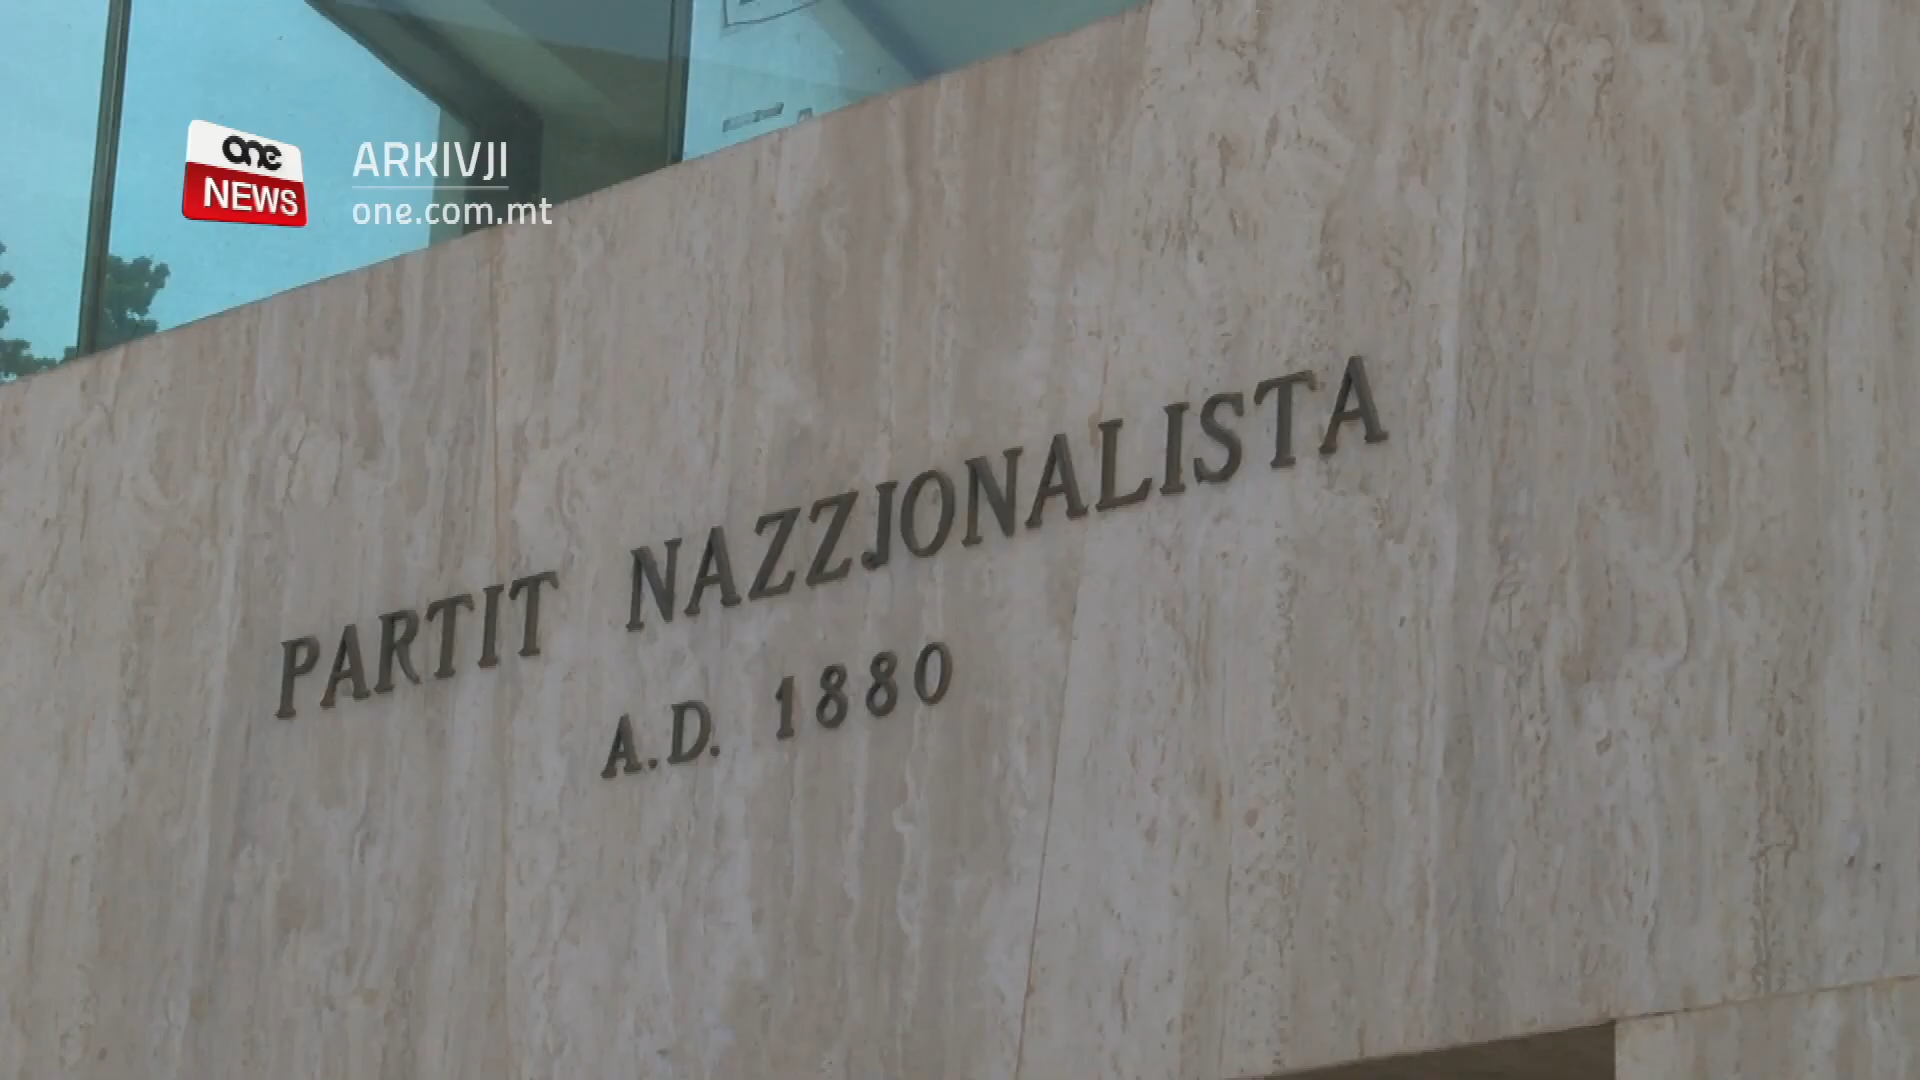 one
NEWS
ARKIVJI
one.com.mt
PARTIT NAZZJONALISTA
A.D. 1880